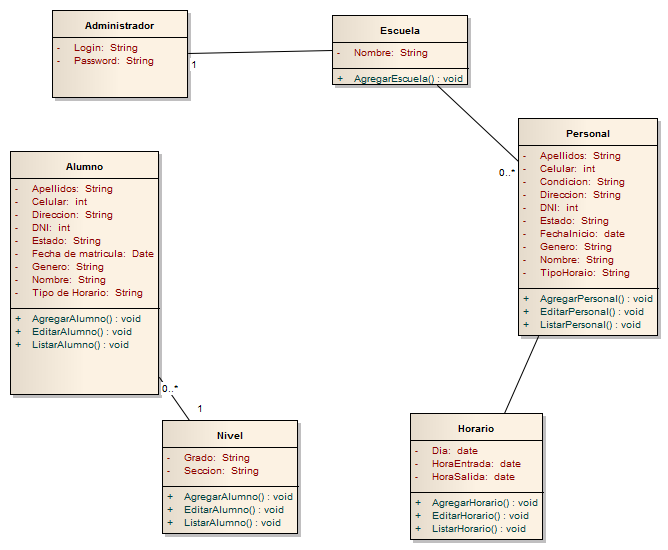 Administrador
- Login: String
- Password: String
1
Escuela
- Nombre: String
+ AgregarEscuela() : void
0..*
Personal
- Apellidos: String
- Celular: int
- Condicion: String
- Direccion: String
- DNI: int
- Estado: String
- FechaInicio: date
- Genero: String
- Nombre: String
- TipoHoraio: String
+ AgregarPersonal() : void
+ EditarPersonal() : void
+ ListarPersonal() : void
Alumno
- Apellidos: String
- Celular: int
- Direccion: String
- DNI: int
- Estado: String
- Fecha de matricula: Date
- Genero: String
- Nombre: String
- Tipo de Horario: String
+ AgregarAlumno() : void
+ EditarAlumno() : void
+ ListarAlumno() : void
0..*
1
Nivel
- Grado: String
- Seccion: String
+ AgregarAlumno() : void
+ EditarAlumno() : void
+ ListarAlumno() : void
Horario
- Dia: date
- HoraEntrada: date
- HoraSalida: date
+ AgregarHorario() : void
+ EditarHorario() : void
+ ListarHorario() : void